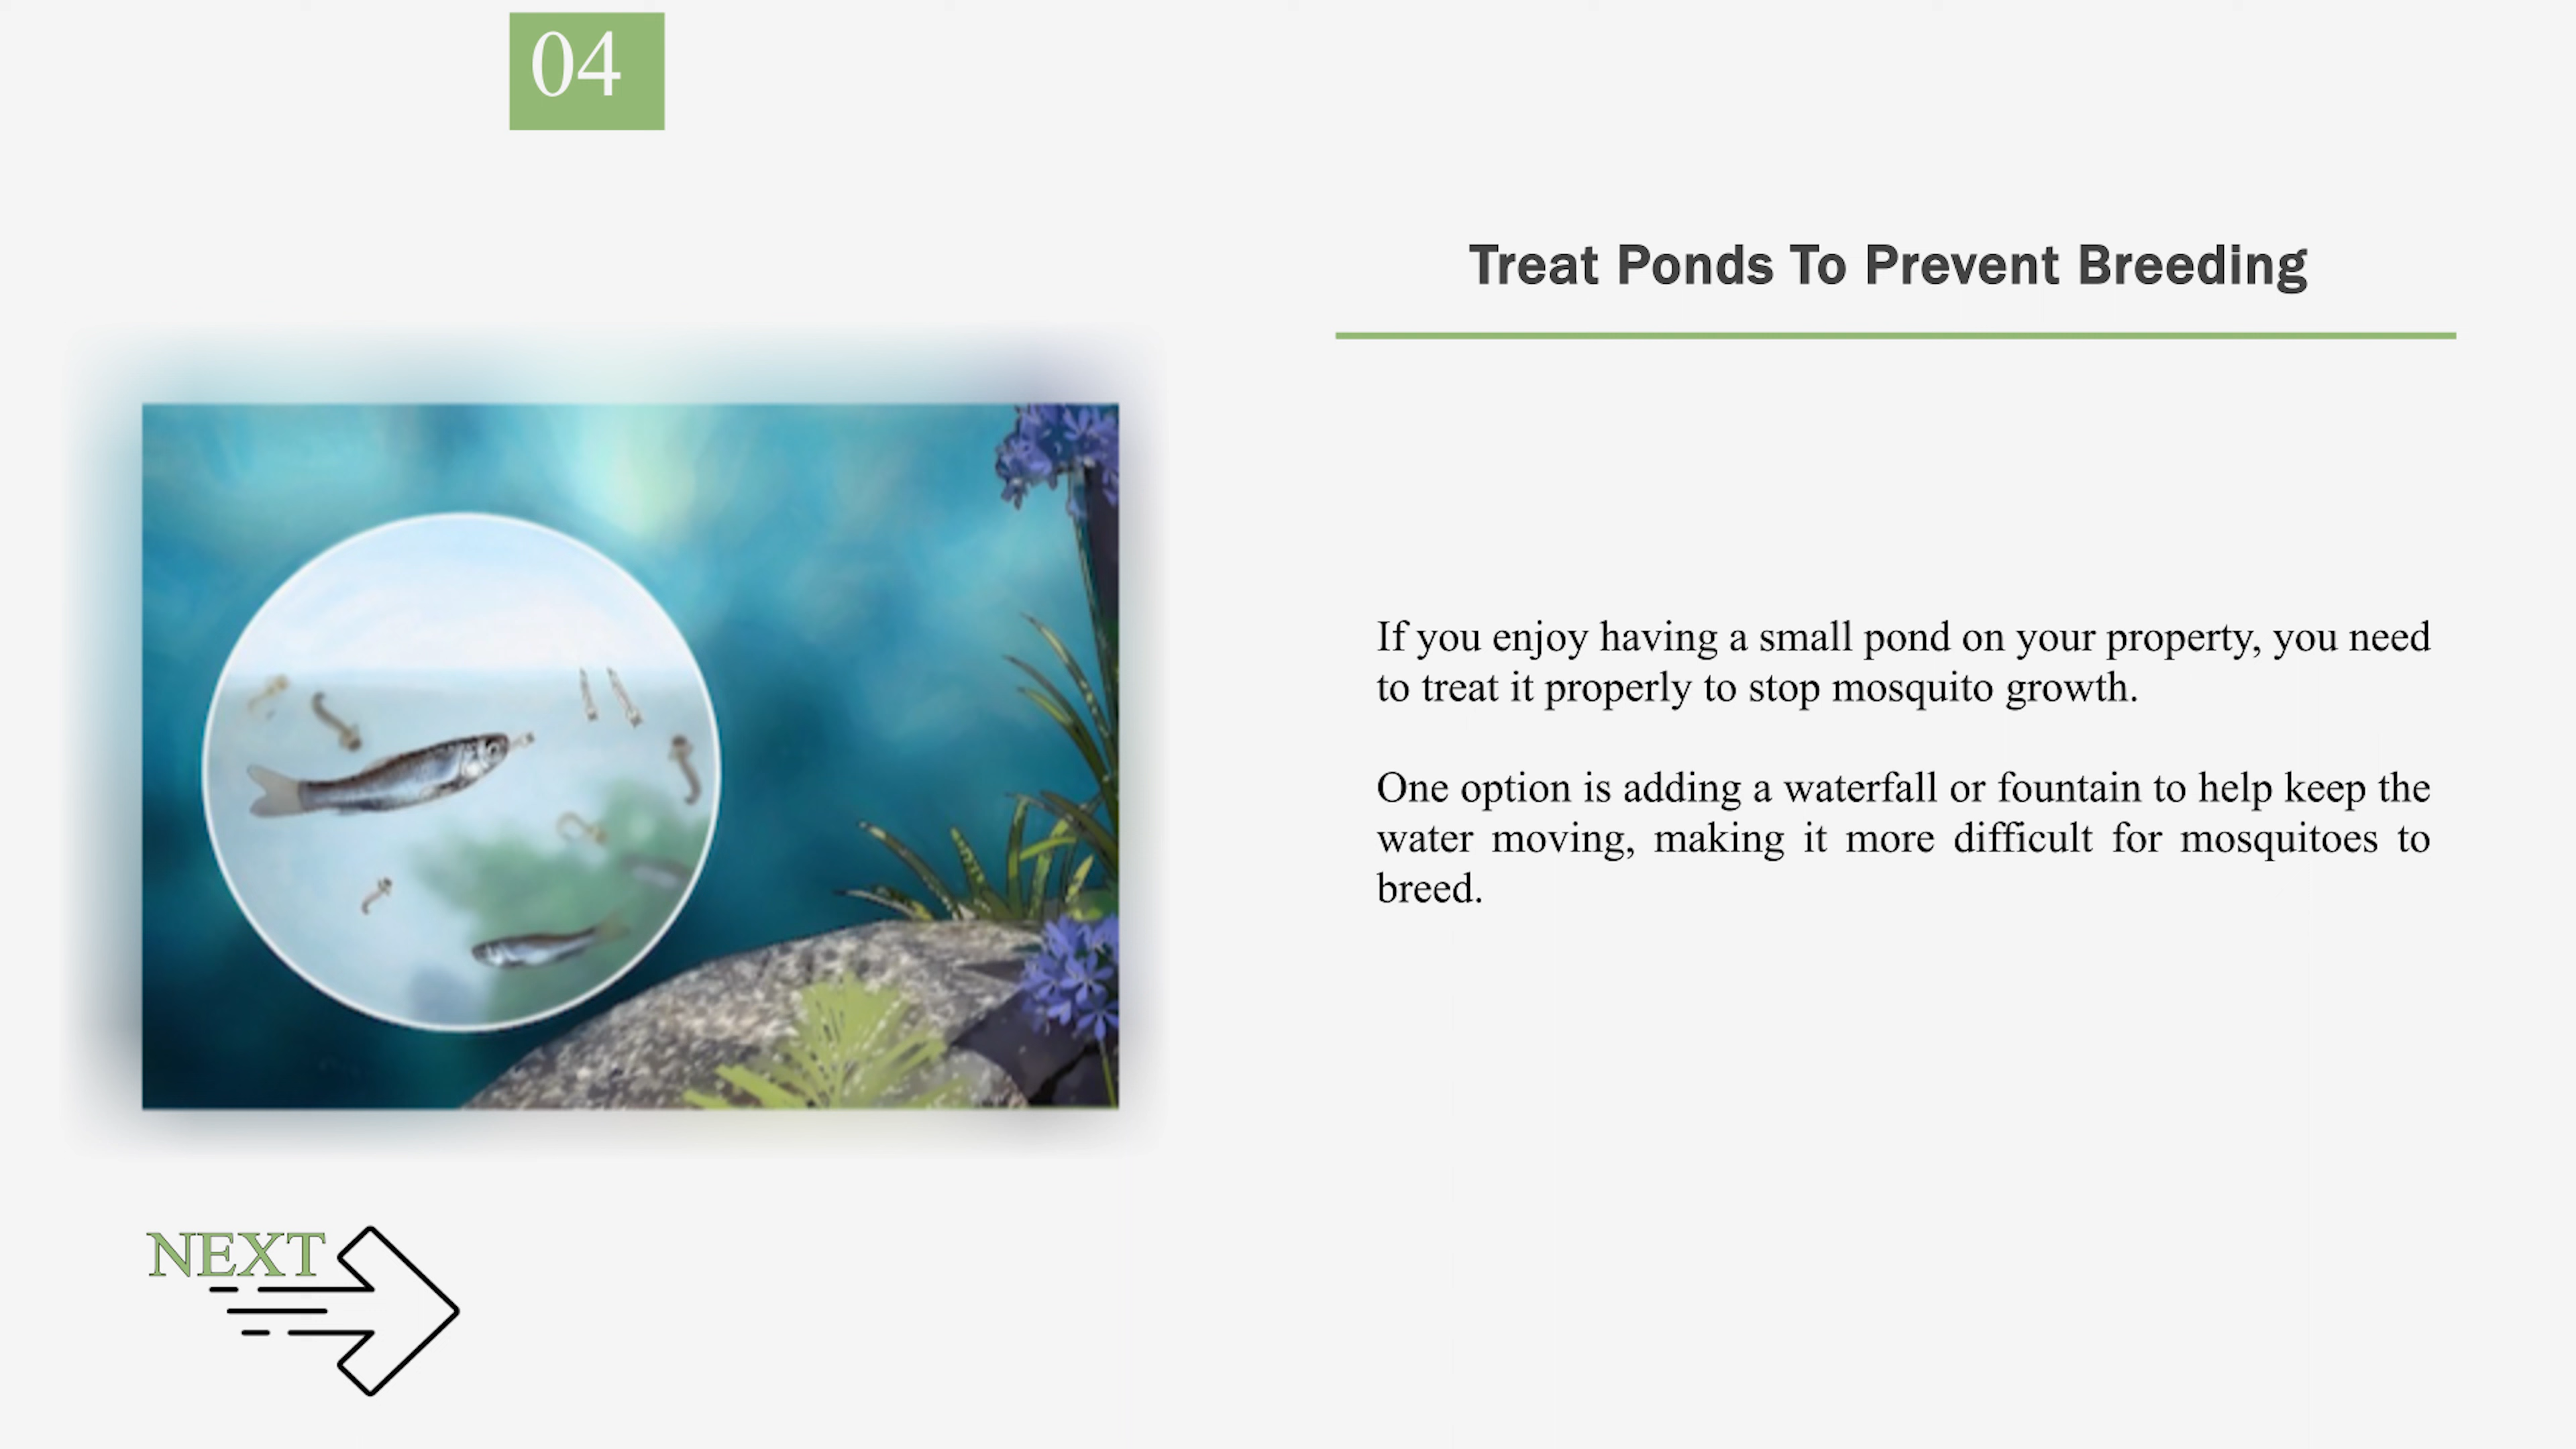 04
Treat Ponds To Prevent Breeding
If you enjoy having a small pond on your property, you need
to treat it properly to stop mosquito growth.
One option is adding a waterfall or fountain to help keep the
water moving, making it more difficult for mosquitoes to
breed.
NEXT